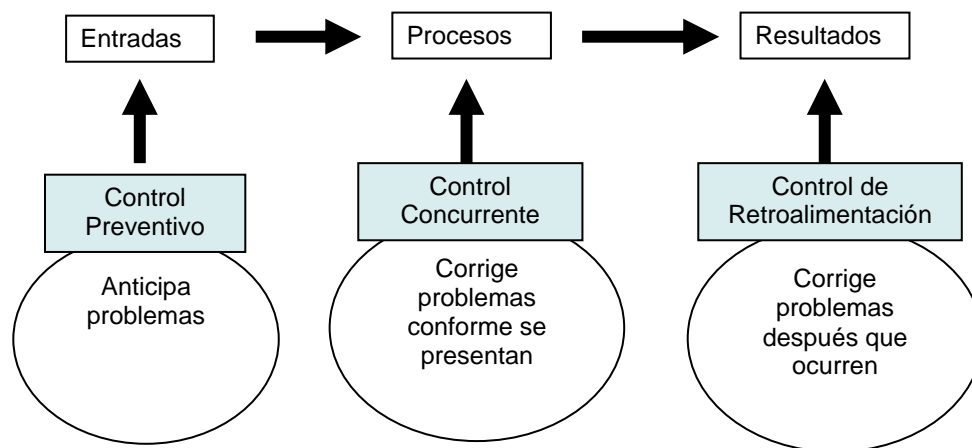 Entradas
Procesos
Resultados
Control
Preventivo
Control
Concurrente
Control de
Retroalimentación
Anticipa
problemas
Corrige
problemas
conforme se
presentan
Corrige
problemas
después que
ocurren